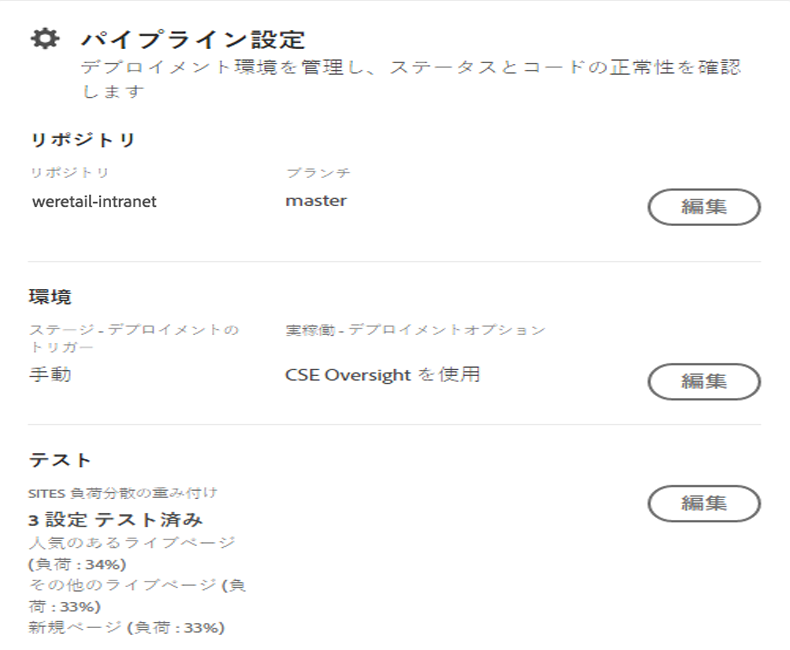 パイプライン設定
デプロイメント環境を管理し、ステータスとコードの正常性を確認
します
リポジトリ
リポジトリ ブランチ
weretail-intranet master
編集
環境
ステージ - デプロイメントの 実稼働 - デプロイメントオプション
トリガー
手動 CSE Oversight を使用
編集
テスト
SITES 負荷分散の重み付け
編集
3 設定 テスト済み
人気のあるライブページ
(負荷 : 34%)
その他のライブページ (負
荷 : 33%)
新規ページ (負荷 : 33%)